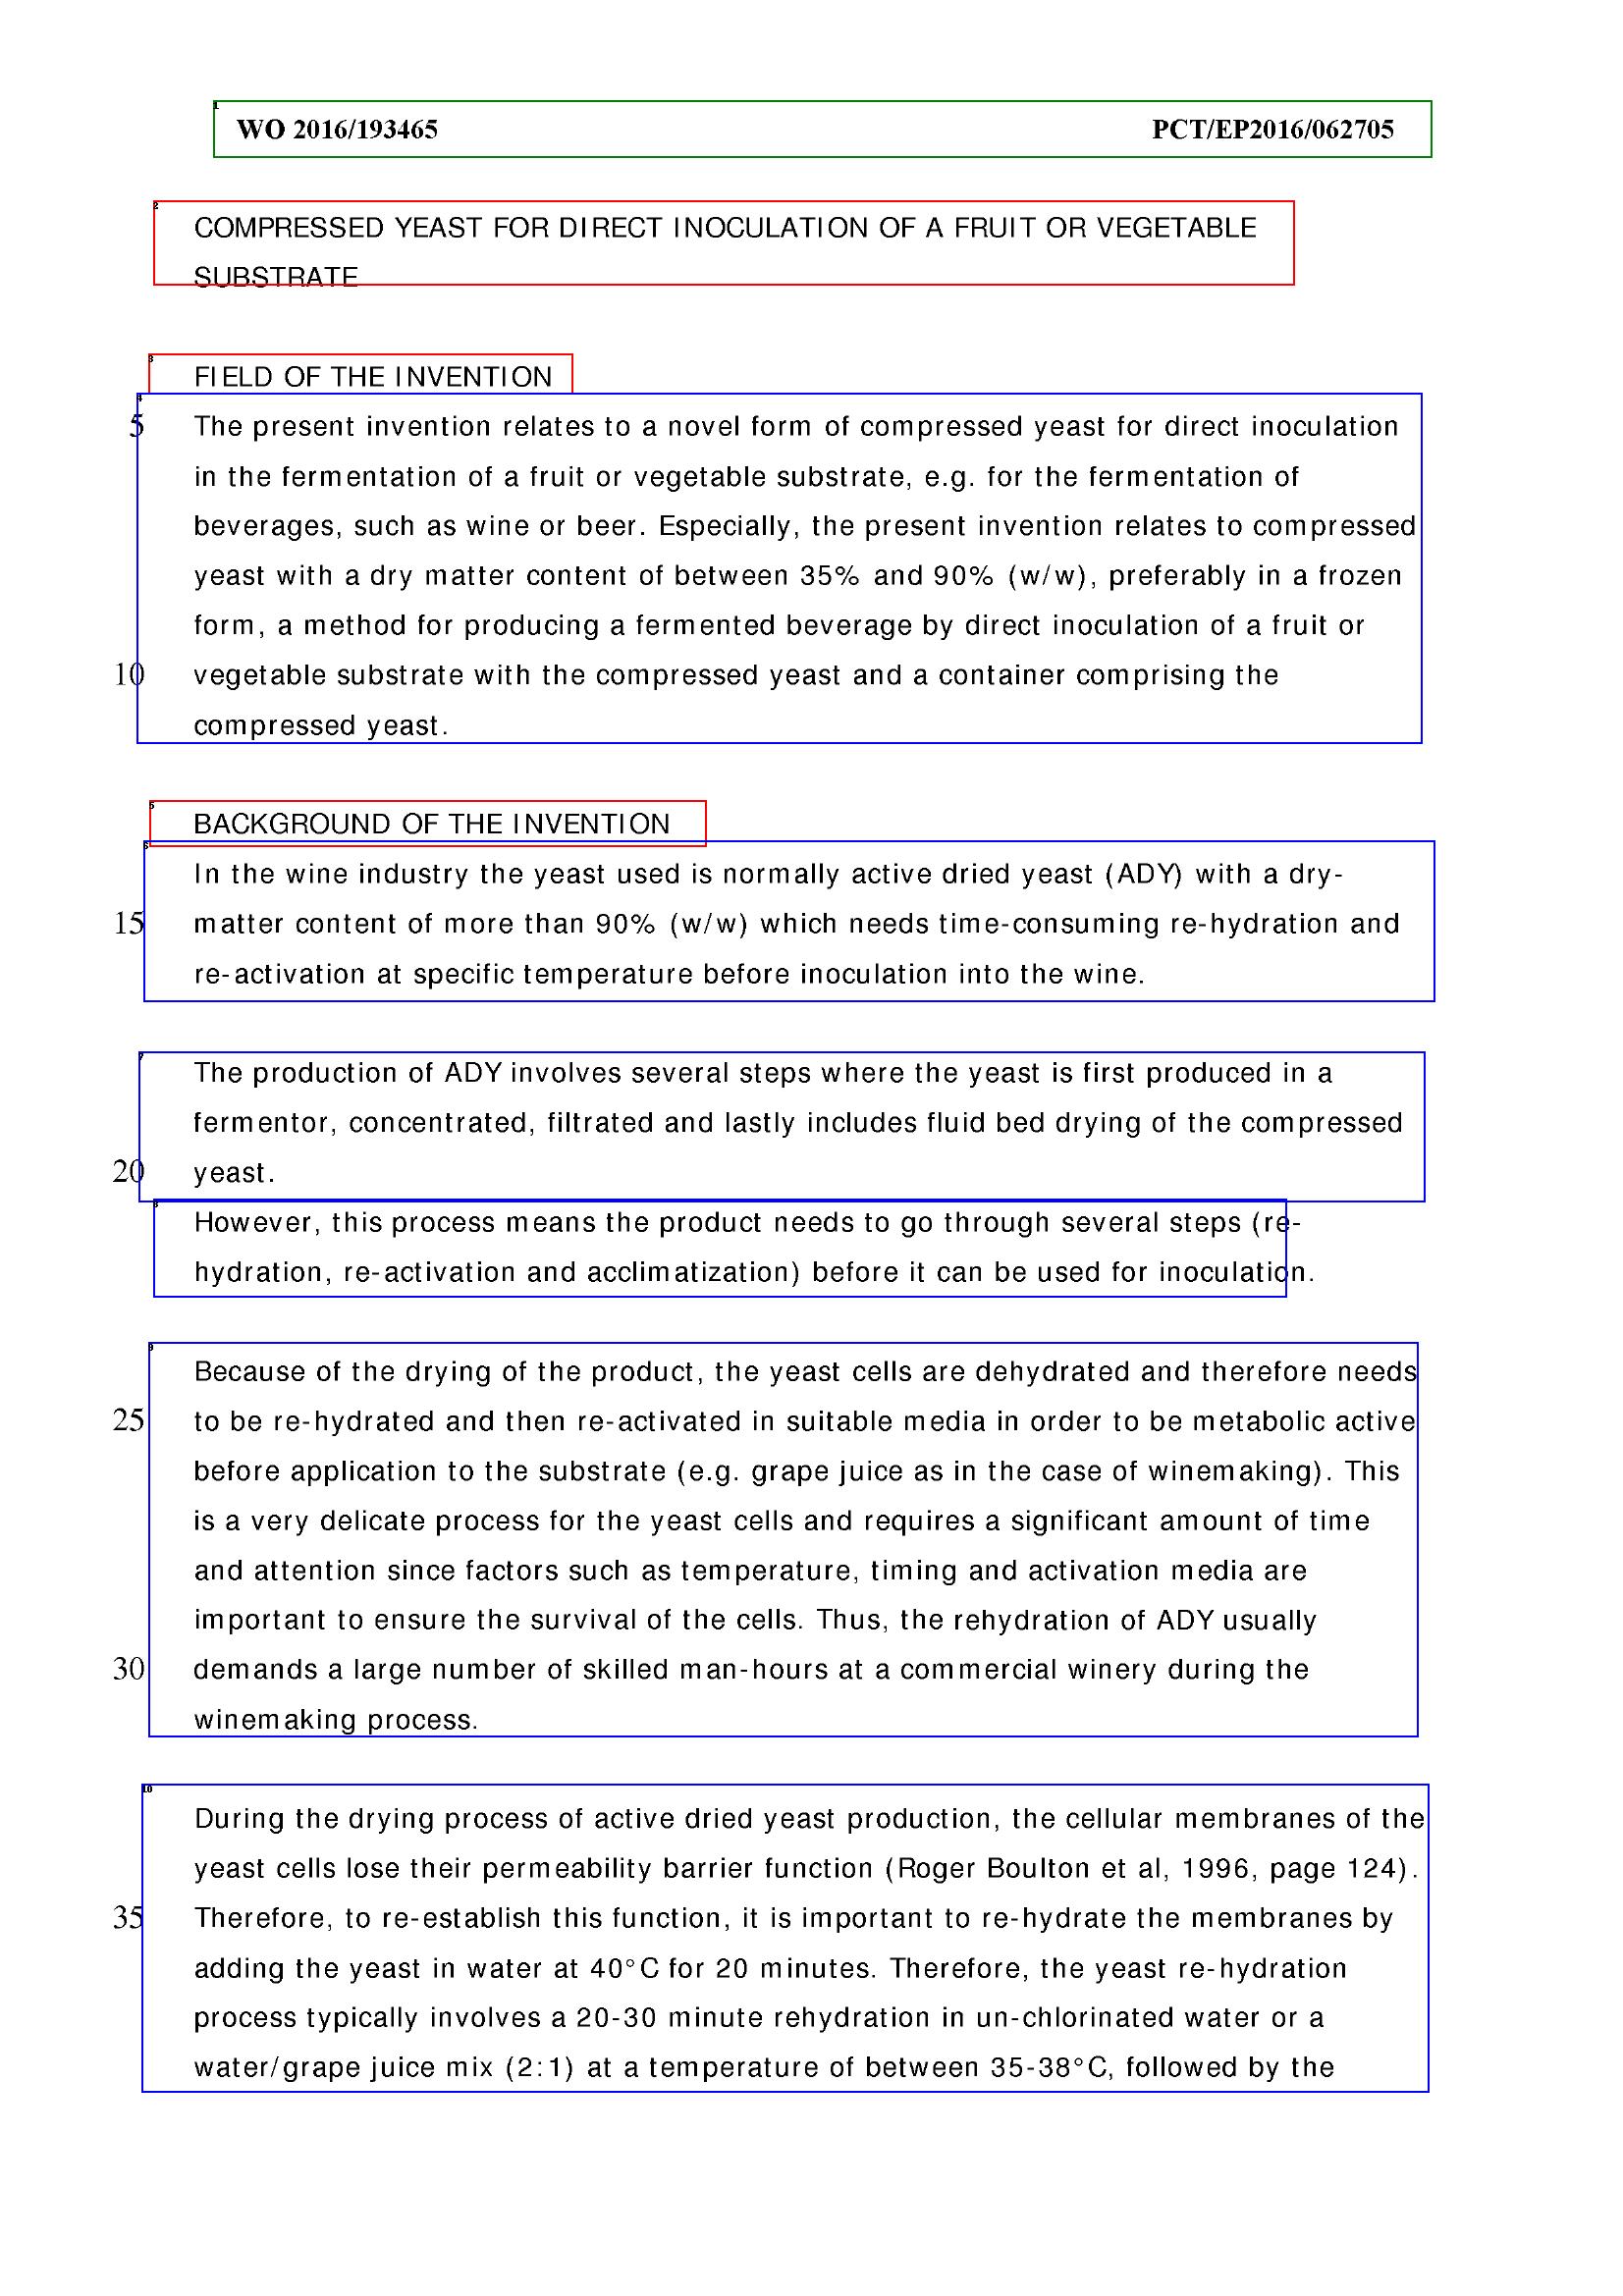 WO 2016/193465 PCT/EP2016/062705
COMPRESSED YEAST FOR DIRECT INOCULATION OF A FRUIT OR VEGETABLE
SUBSTRATE
FIELD OF THE INVENTION
5 The present invention relates to a novel form of compressed yeast for direct inoculation
in the fermentation of a fruit or vegetable substrate, e.g. for the fermentation of
beverages, such as wine or beer. Especially, the present invention relates to compressed
yeast with a dry matter content of between 35% and 90% (w/w), preferably in a frozen
form, a method for producing a fermented beverage by direct inoculation of a fruit or
10 vegetable substrate with the compressed yeast and a container comprising the
compressed yeast.
BACKGROUND OF THE INVENTION
In the wine industry the yeast used is normally active dried yeast (ADY) with a dry-
15 matter content of more than 90% (w/w) which needs time-consuming re-hydration and
re-activation at specific temperature before inoculation into the wine.
The production of ADY involves several steps where the yeast is first produced in a
fermentor, concentrated, filtrated and lastly includes fluid bed drying of the compressed
20 yeast.
However, this process means the product needs to go through several steps (re-
hydration, re-activation and acclimatization) before it can be used for inoculation.
Because of the drying of the product, the yeast cells are dehydrated and therefore needs
25 to be re-hydrated and then re-activated in suitable media in order to be metabolic active
before application to the substrate (e.g. grape juice as in the case of winemaking). This
is a very delicate process for the yeast cells and requires a significant amount of time
and attention since factors such as temperature, timing and activation media are
important to ensure the survival of the cells. Thus, the rehydration of ADY usually
30 demands a large number of skilled man-hours at a commercial winery during the
winemaking process.
During the drying process of active dried yeast production, the cellular membranes of the
yeast cells lose their permeability barrier function (Roger Boulton et al, 1996, page 124).
35 Therefore, to re-establish this function, it is important to re-hydrate the membranes by
adding the yeast in water at 40°C for 20 minutes. Therefore, the yeast re-hydration
process typically involves a 20-30 minute rehydration in un-chlorinated water or a
water/grape juice mix (2:1) at a temperature of between 35-38°C, followed by the